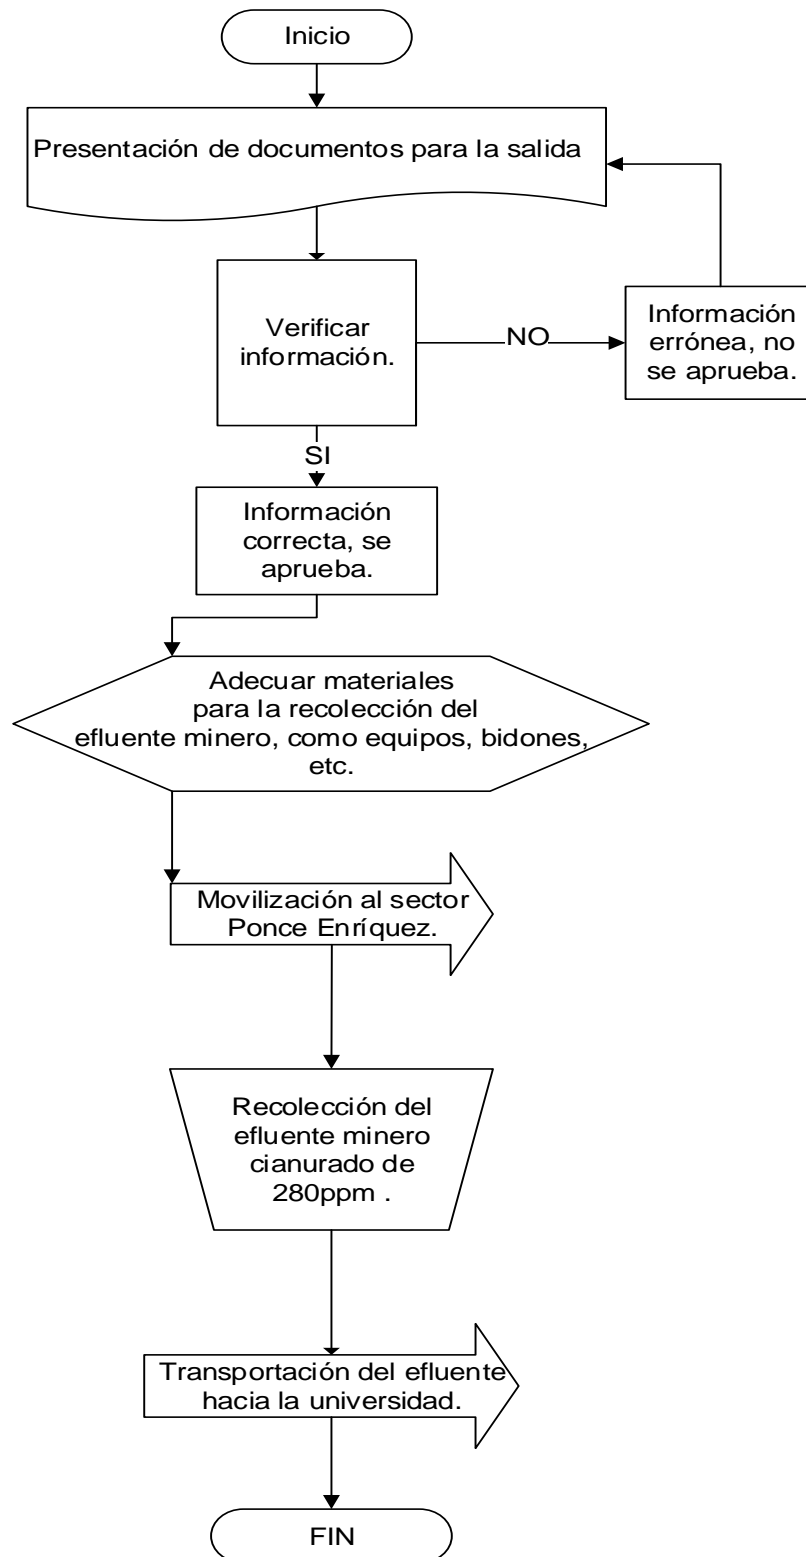 Inicio
Presentación de documentos para la salida
Verificar
información.
NO
Información
errónea, no
se aprueba.
SI
Información
correcta, se
aprueba.
Adecuar materiales
para la recolección del
efluente minero, como equipos, bidones,
etc.
Movilización al sector
Ponce Enríquez.
Recolección del
efluente minero
cianurado de
280ppm .
Transportación del efluente
hacia la universidad.
FIN